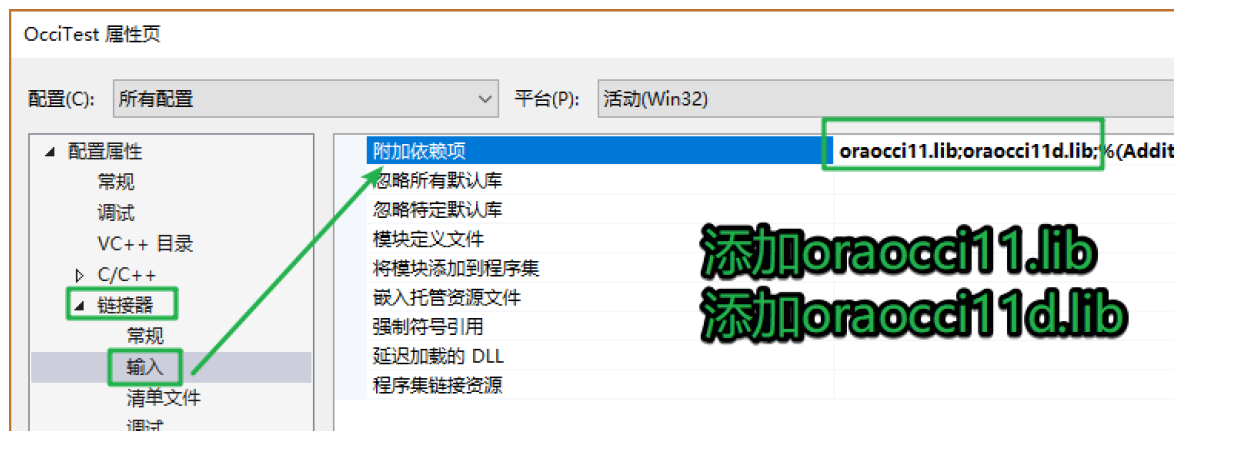 OcciTest 属性页
配置(C): 所有配置 平台(P): 活动(Win32)
配置属性
常规
调试
VC++ 目录
C/C++
链接器
常规
输入
清单文件
调试
附加依赖项 oraocci11.lib;oraocci11d.lib;%(Addit
忽略所有默认库
忽略特定默认库
模块定义文件
将模块添加到程序集
嵌入托管资源文件
强制符号引用
延迟加载的 DLL
程序集链接资源
添加oraocci11.lib
添加oraocci11d.lib